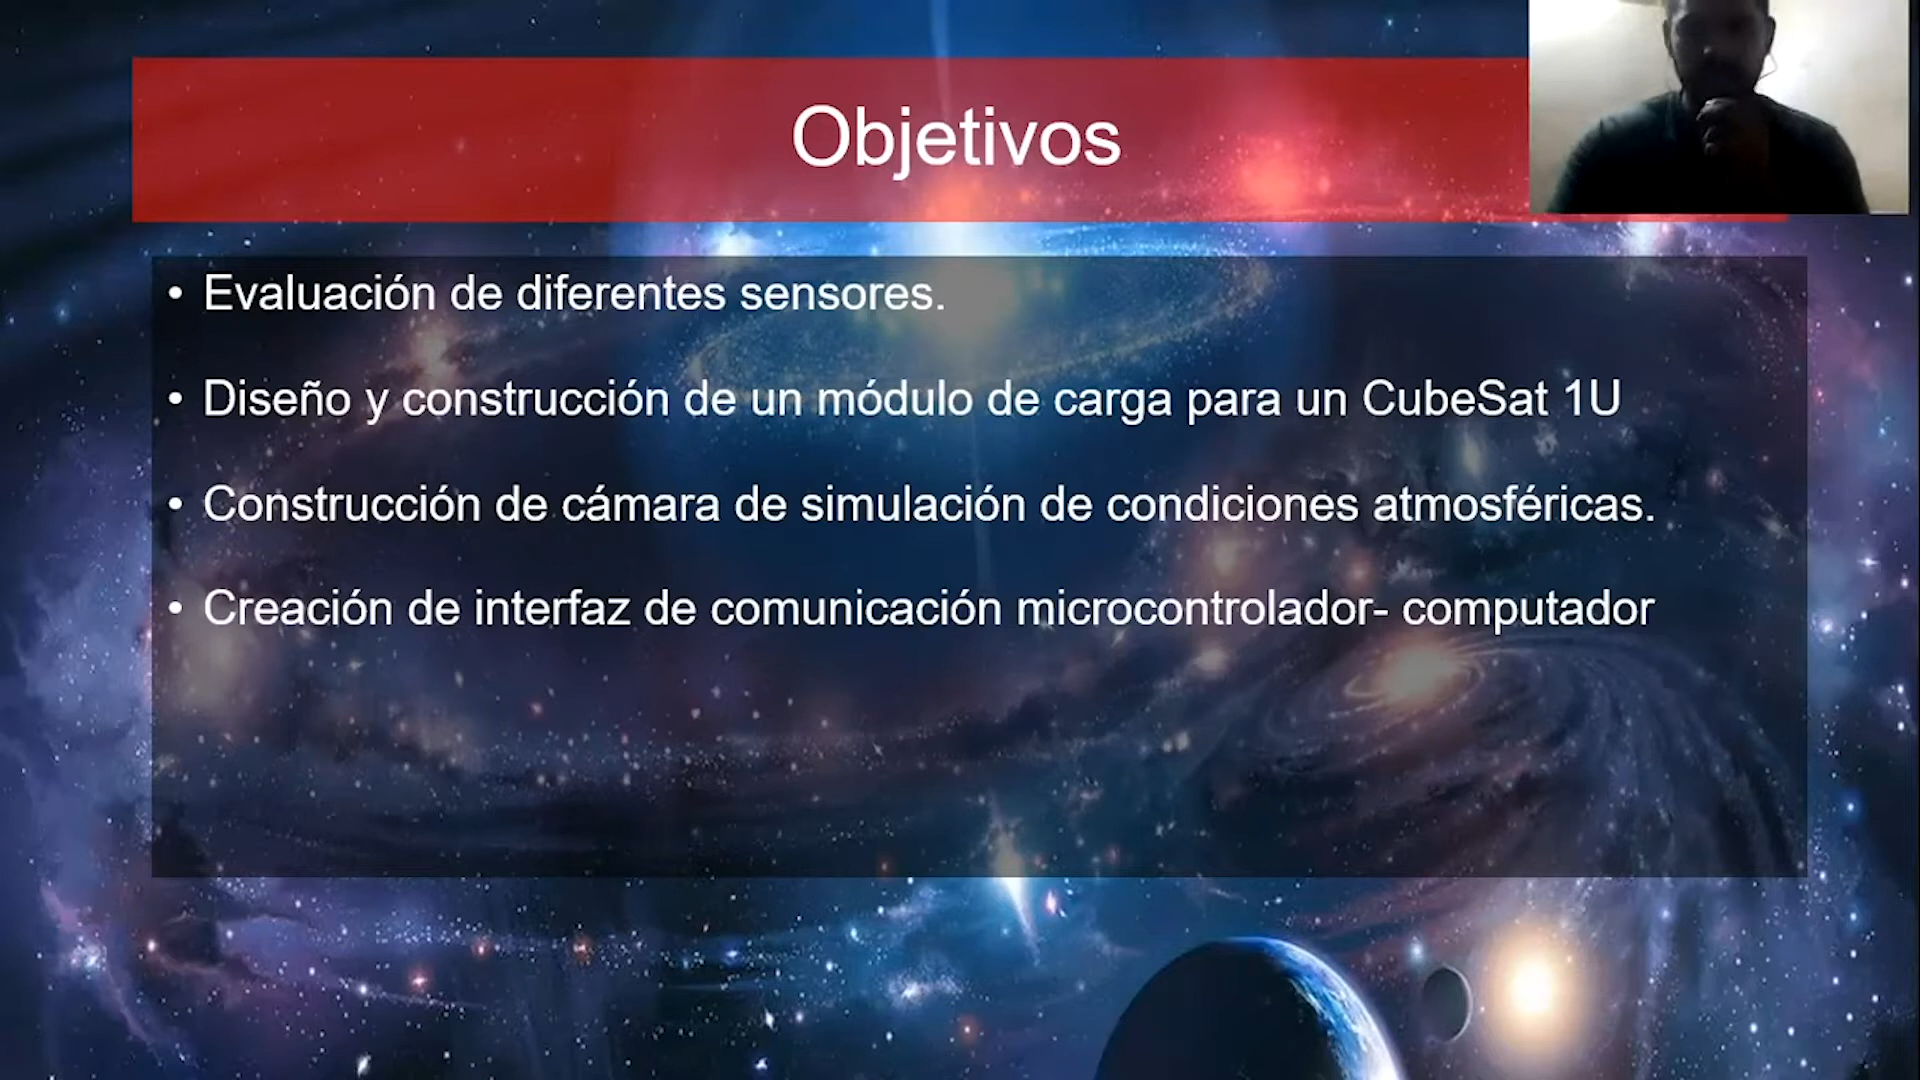 Objetivos
• Evaluación de diferentes sensores.
• Diseño y construcción de un módulo de carga para un CubeSat 1U
• Construcción de cámara de simulación de condiciones atmosféricas.
• Creación de interfaz de comunicación microcontrolador- computador